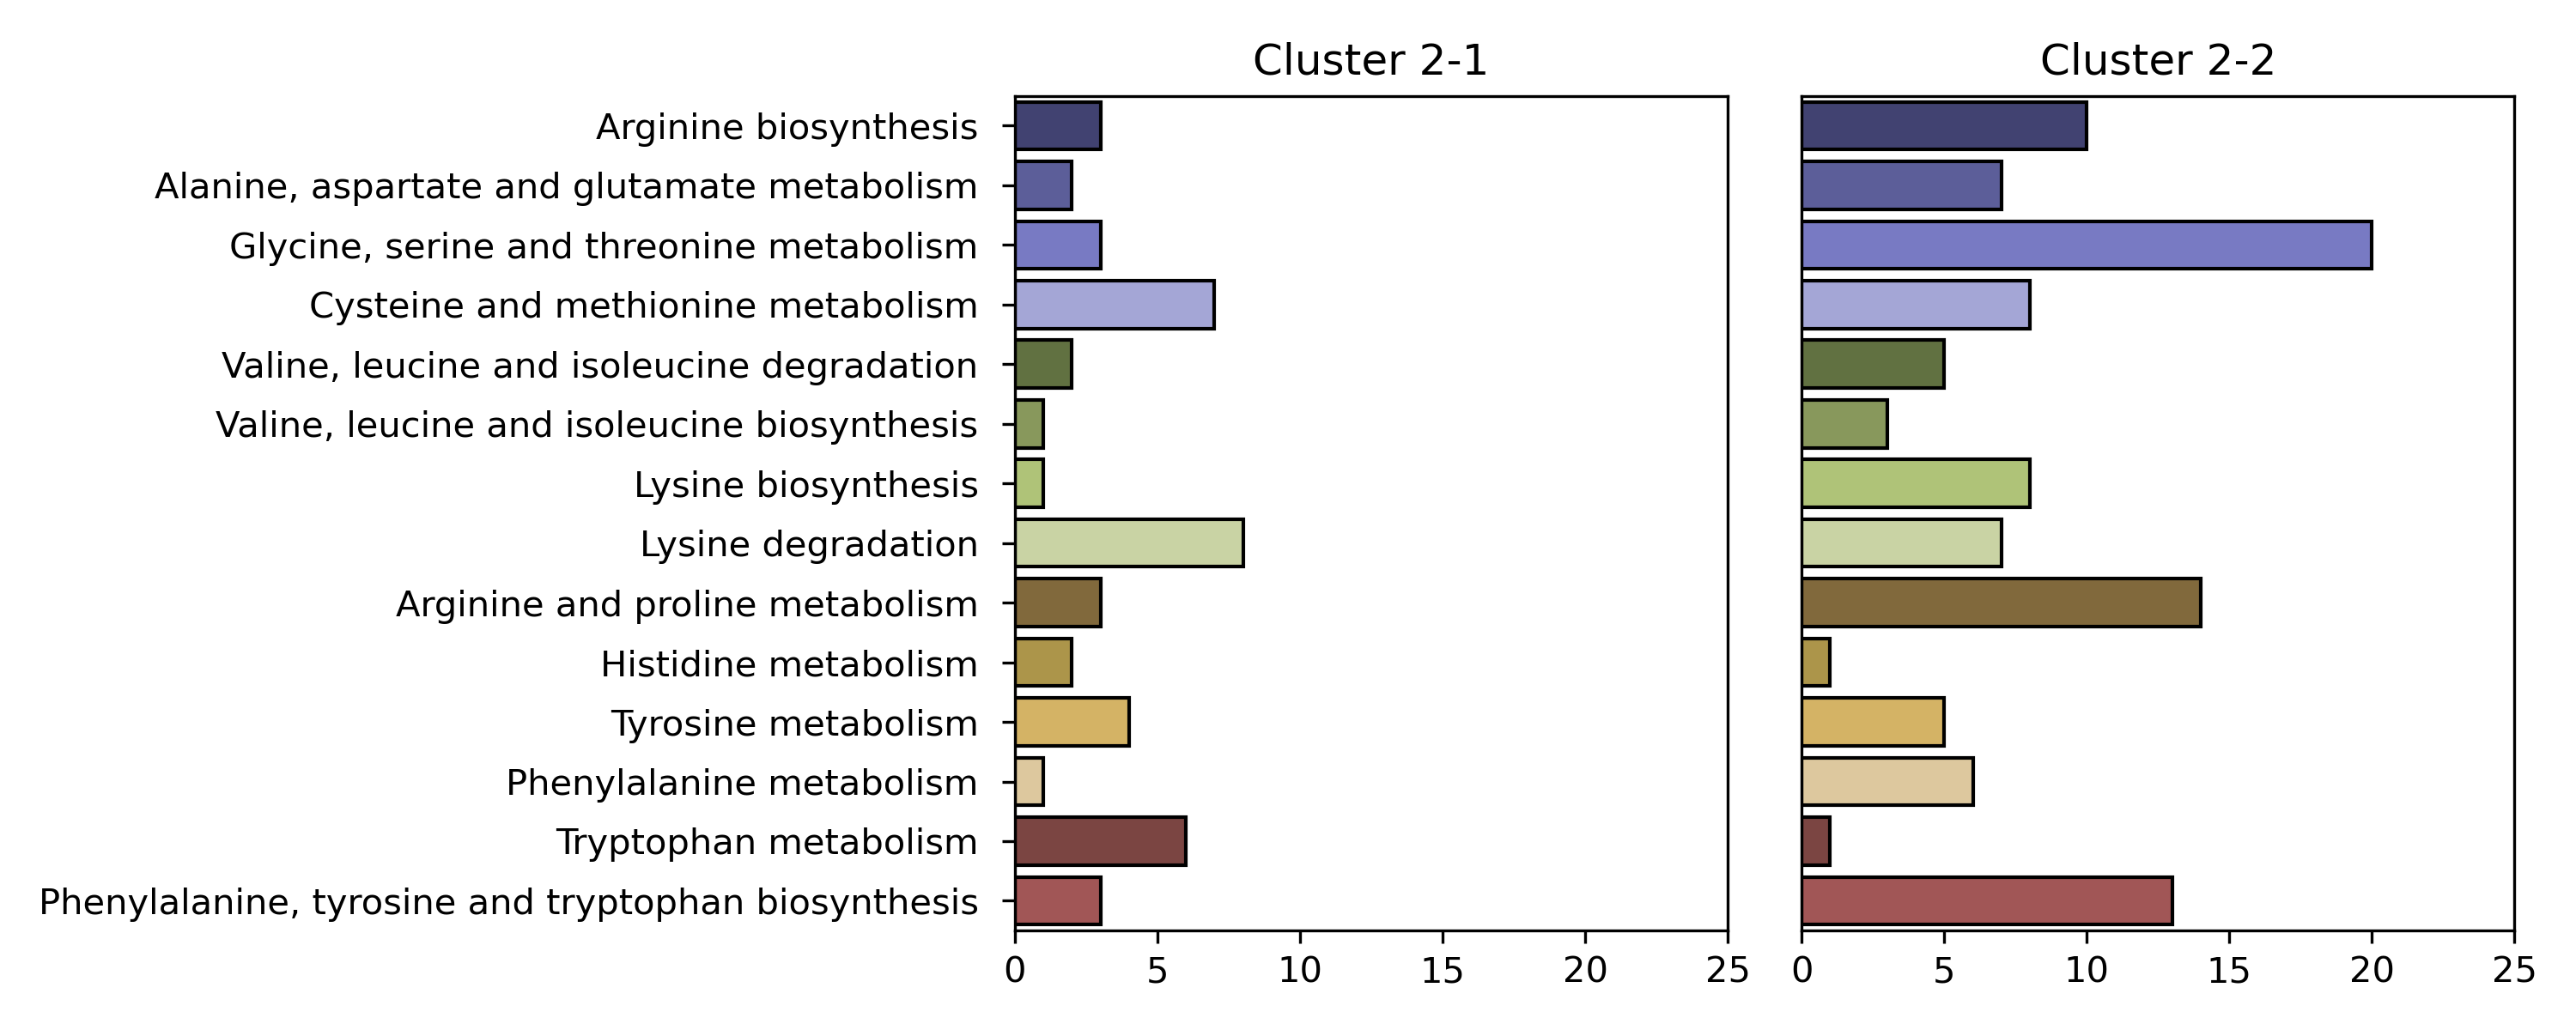 Cluster 2-1
Cluster 2-2
Arginine biosynthesis
Alanine, aspartate and glutamate metabolism
Glycine, serine and threonine metabolism
Cysteine and methionine metabolism
Valine, leucine and isoleucine degradation
Valine, leucine and isoleucine biosynthesis
Lysine biosynthesis
Lysine degradation
Arginine and proline metabolism
Histidine metabolism
Tyrosine metabolism
Phenylalanine metabolism
Tryptophan metabolism
Phenylalanine, tyrosine and tryptophan biosynthesis
0 5 10 15 20 25
0 5 10 15 20 25